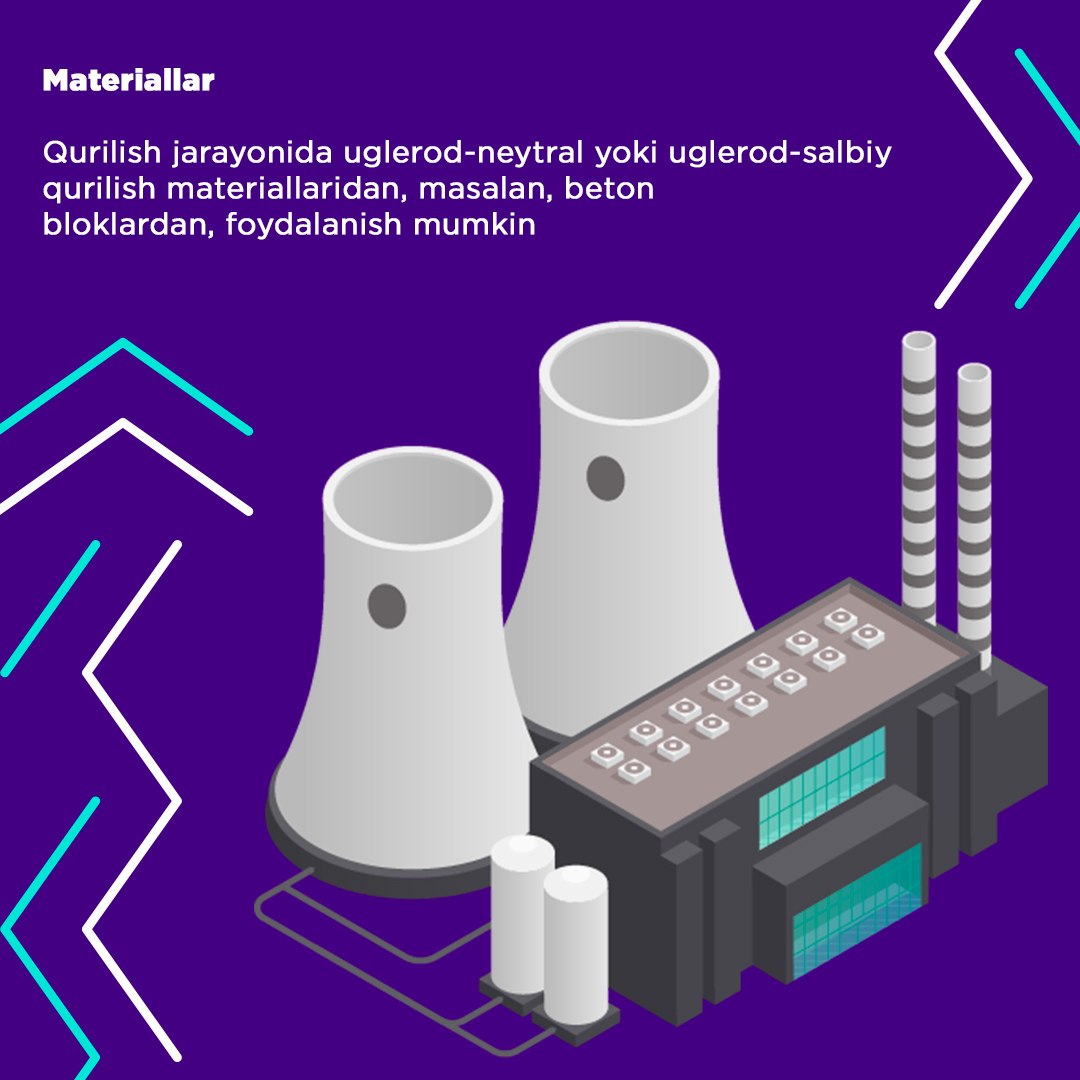 Materiallar
Qurilish jarayonida uglerod-neytral yoki uglerod-salbiy
qurilish materiallaridan, masalan, beton
bloklardan, foydalanish mumkin